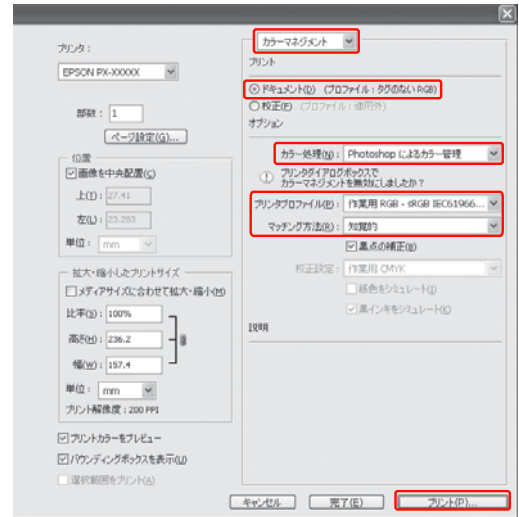 プリンタ：
EPSON PX-XXXXX
部数：1
ページ設定(G)...
位置
画像を中央配置(C)
上(T)：27.41
左(L)：23.283
単位：mm
拡大・縮小したプリントサイズ
メディアサイズに合わせて拡大・縮小(M)
比率(S)：100%
高さ(H)：236.2
幅(W)：157.4
単位：mm
プリント解像度：200 PPI
プリントカラーをプレビュー
バウンディングボックスを表示(U)
選択範囲をプリント(A)
カラーマネジメント
プリント
ドキュメント(D) (プロファイル：タグのない RGB)
校正(F) (プロファイル：適用外)
オプション
カラー処理(N)：Photoshop によるカラー管理
プリンタダイアログボックスで
カラーマネジメントを無効にしましたか？
プリンタプロファイル(P)：作業用 RGB - sRGB IEC61966...
マッチング方法(R)：知覚的
黒点の補正(B)
校正設定：作業用 CMYK
紙色をシミュレート(I)
黒インキをシミュレート(K)
説明
キャンセル 完了(E) プリント(P)...